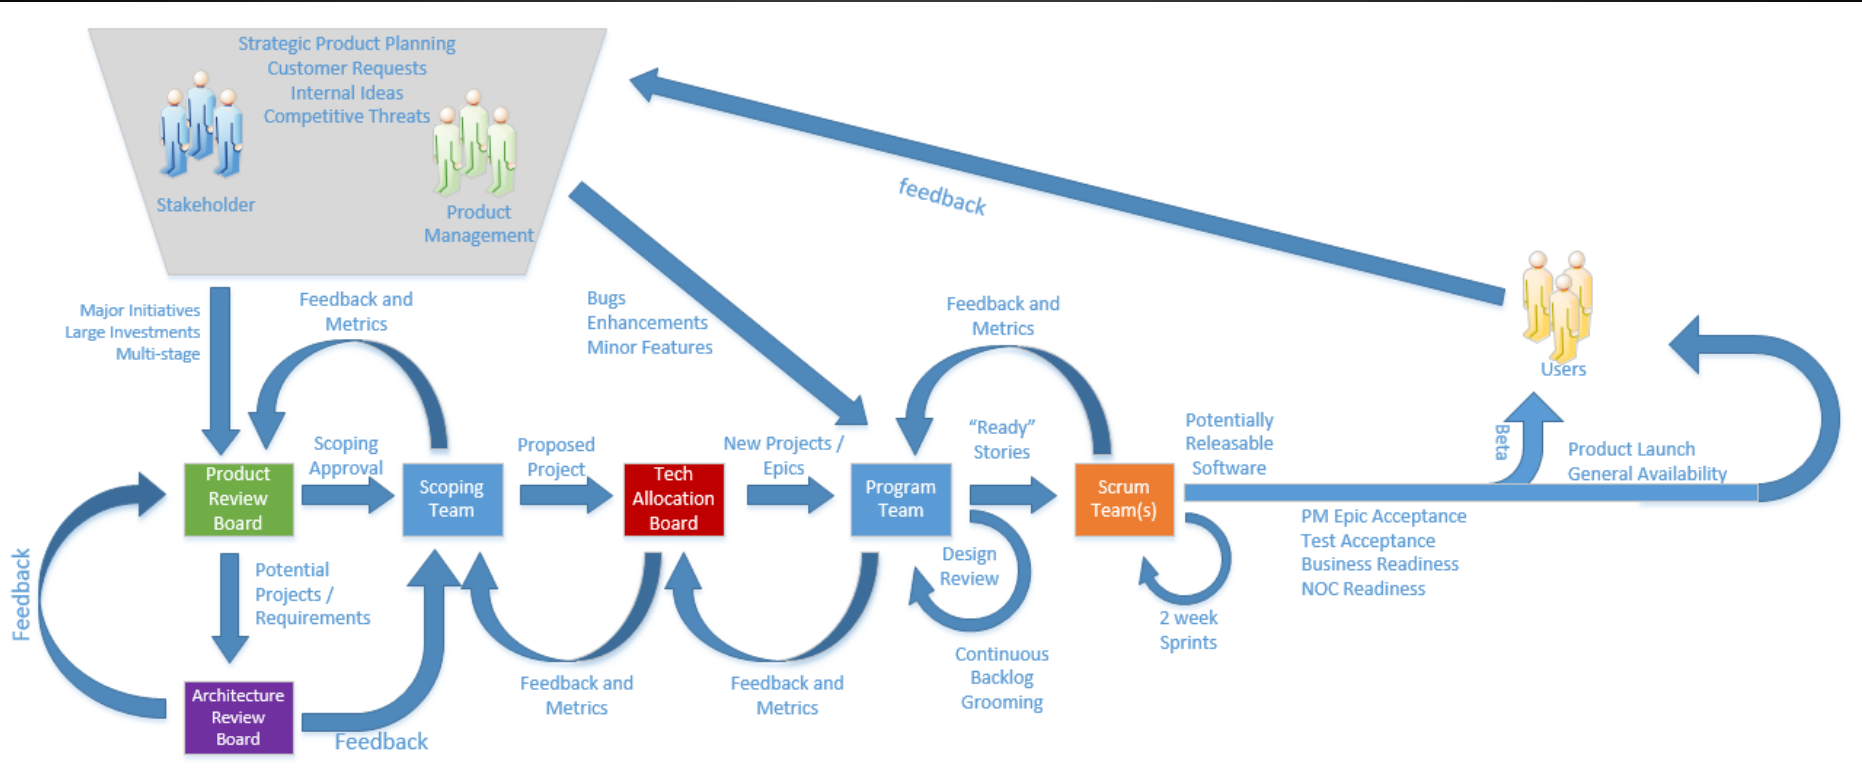 Strategic Product Planning
Customer Requests
Internal Ideas
Competitive Threats
Stakeholder
Product
Management
feedback
Users
Major Initiatives
Large Investments
Multi-stage
Feedback and
Metrics
Bugs
Enhancements
Minor Features
Feedback and
Metrics
Product
Review
Board
Scoping
Approval
Scoping
Team
Proposed
Project
Tech
Allocation
Board
New Projects /
Epics
Program
Team
“Ready”
Stories
Scrum
Team(s)
Potentially
Releasable
Software
Beta
Product Launch
General Availability
PM Epic Acceptance
Test Acceptance
Business Readiness
NOC Readiness
Feedback
Potential
Projects /
Requirements
Design
Review
Continuous
Backlog
Grooming
2 week
Sprints
Architecture
Review
Board
Feedback
Feedback and
Metrics
Feedback and
Metrics